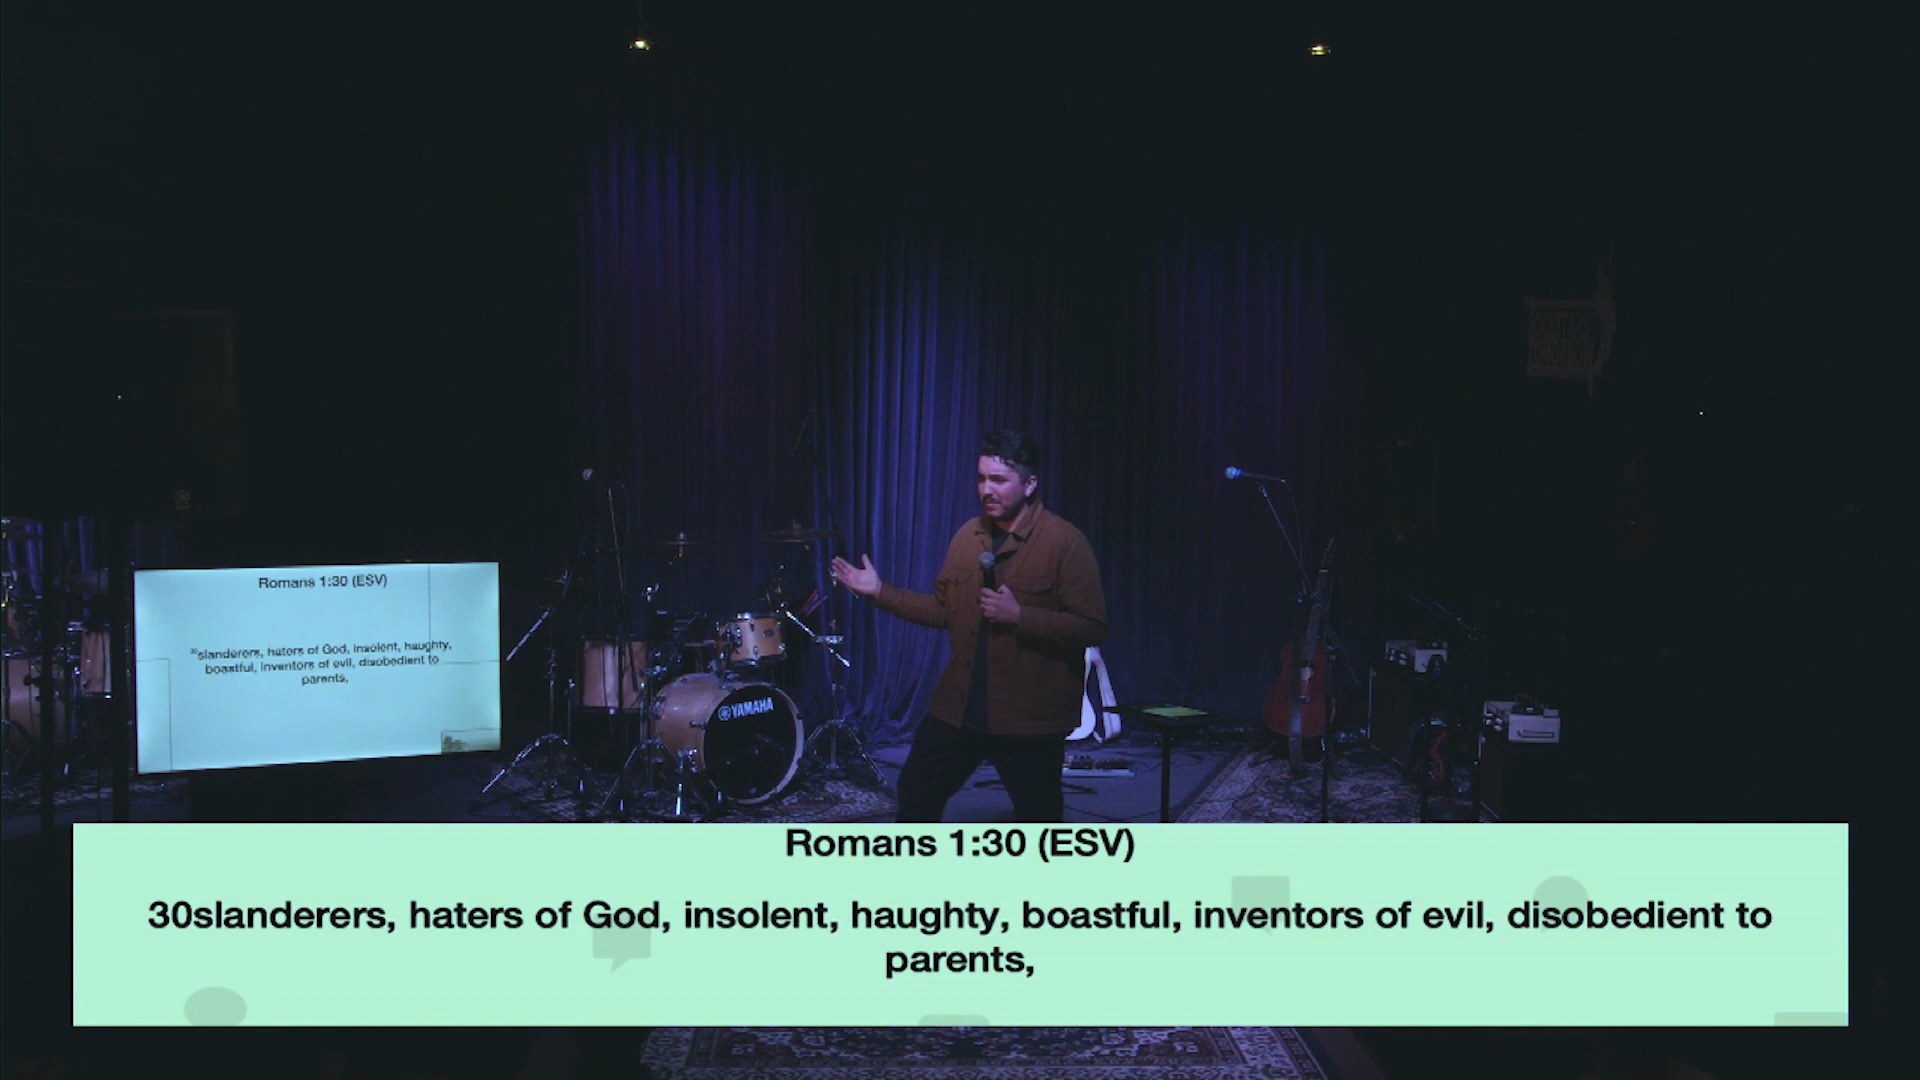 Romans 1:30 (ESV)
30slanderers, haters of God, insolent, haughty,
boastful, inventors of evil, disobedient to
parents,
YAMAHA
Romans 1:30 (ESV)
30slanderers, haters of God, insolent, haughty, boastful, inventors of evil, disobedient to
parents,